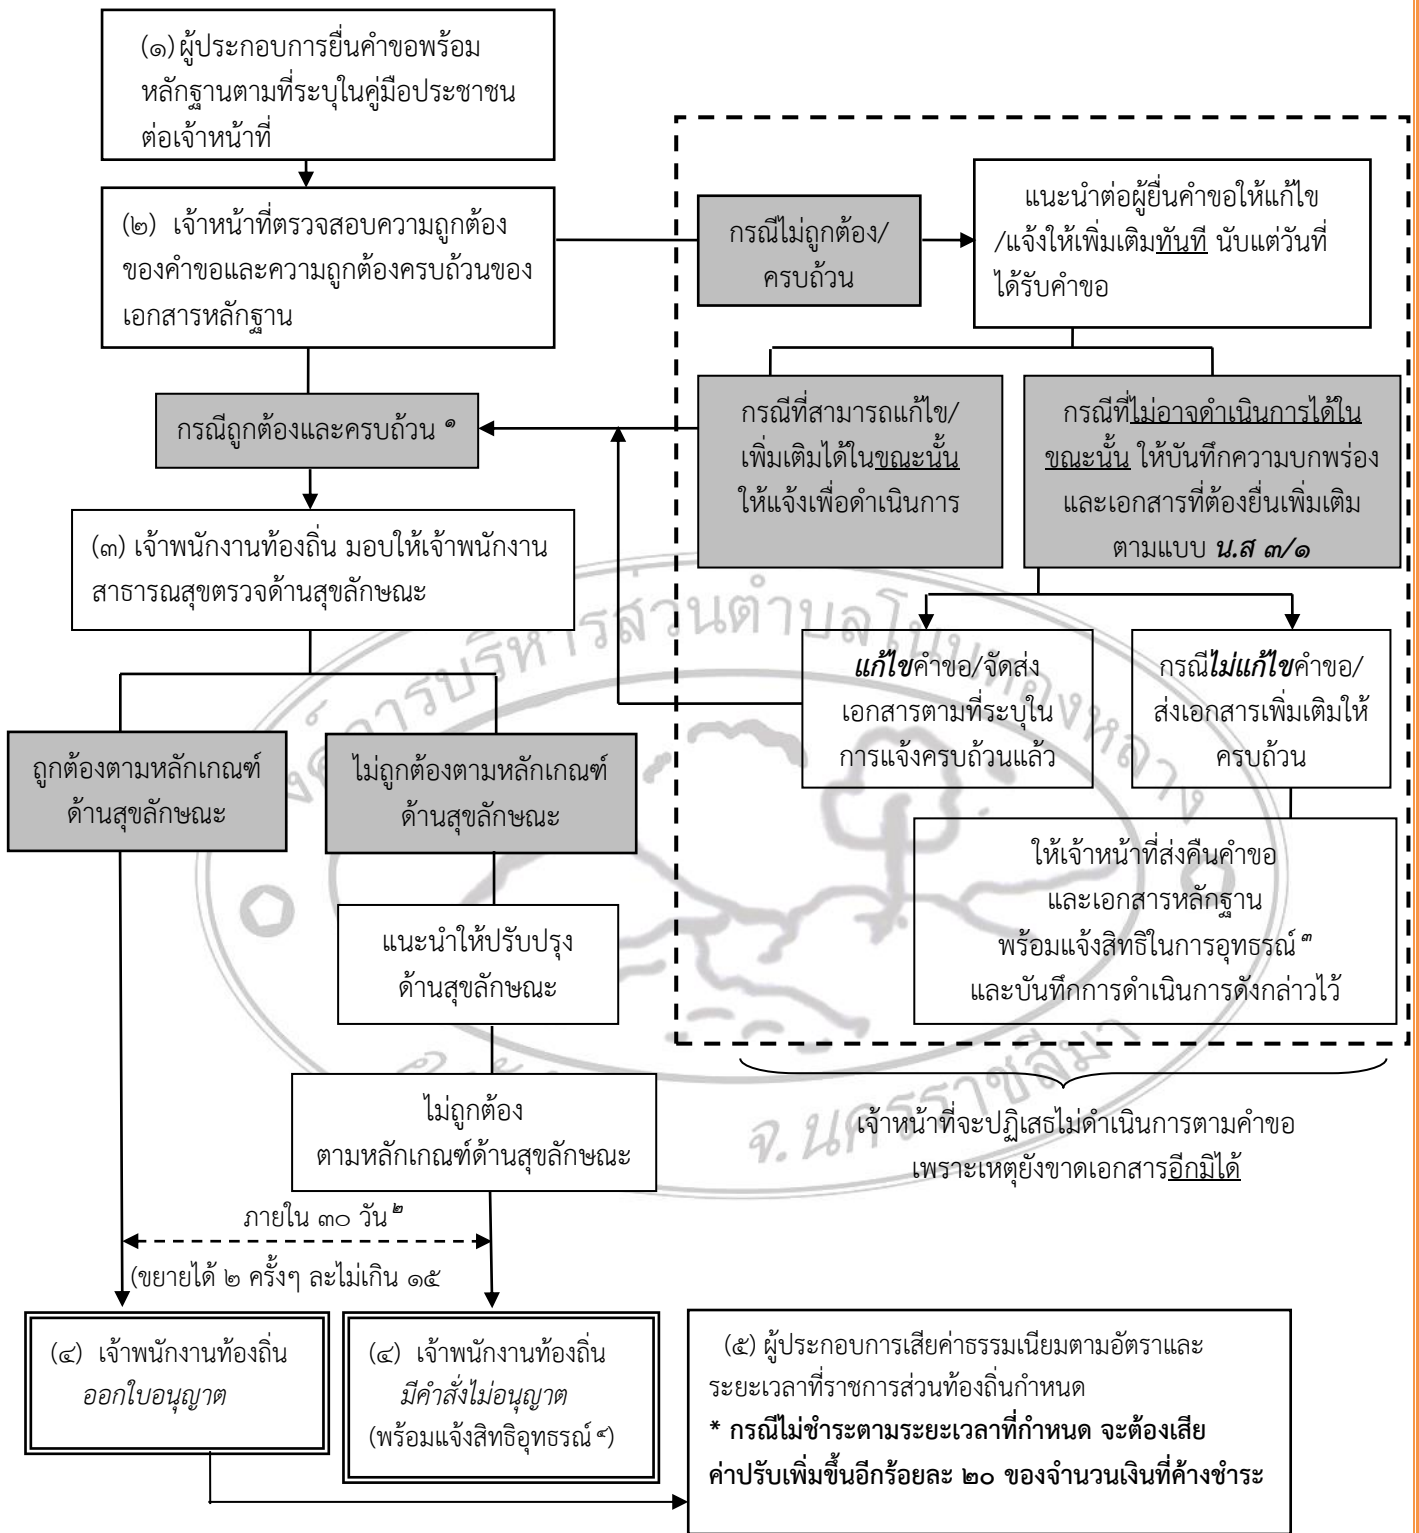 (๑) ผู้ประกอบการยื่นคำขอพร้อม
หลักฐานตามที่ระบุในคู่มือประชาชน
ต่อเจ้าหน้าที่
(๒) เจ้าหน้าที่ตรวจสอบความถูกต้อง
ของคำขอและความถูกต้องครบถ้วนของ
เอกสารหลักฐาน
กรณีไม่ถูกต้อง/
ครบถ้วน
แนะนำต่อผู้ยื่นคำขอให้แก้ไข
/แจ้งให้เพิ่มเติมทันที นับแต่วันที่
ได้รับคำขอ
กรณีถูกต้องและครบถ้วน ๑
กรณีที่สามารถแก้ไข/
เพิ่มเติมได้ในขณะนั้น
ให้แจ้งเพื่อดำเนินการ
กรณีที่ไม่อาจดำเนินการได้ใน
ขณะนั้น ให้บันทึกความบกพร่อง
และเอกสารที่ต้องยื่นเพิ่มเติม
ตามแบบ น.ส ๓/๑
(๓) เจ้าพนักงานท้องถิ่น มอบให้เจ้าพนักงาน
สาธารณสุขตรวจด้านสุขลักษณะ
แก้ไขคำขอ/จัดส่ง
เอกสารตามที่ระบุใน
การแจ้งครบถ้วนแล้ว
กรณีไม่แก้ไขคำขอ/
ส่งเอกสารเพิ่มเติมให้
ครบถ้วน
ถูกต้องตามหลักเกณฑ์
ด้านสุขลักษณะ
ไม่ถูกต้องตามหลักเกณฑ์
ด้านสุขลักษณะ
ให้เจ้าหน้าที่ส่งคืนคำขอ
และเอกสารหลักฐาน
พร้อมแจ้งสิทธิในการอุทธรณ์ ๓
และบันทึกการดำเนินการดังกล่าวไว้
แนะนำให้ปรับปรุง
ด้านสุขลักษณะ
ไม่ถูกต้อง
ตามหลักเกณฑ์ด้านสุขลักษณะ
เจ้าหน้าที่จะปฏิเสธไม่ดำเนินการตามคำขอ
เพราะเหตุยังขาดเอกสารอีกมิได้
ภายใน ๓๐ วัน ๒
(ขยายได้ ๒ ครั้งๆ ละไม่เกิน ๑๕
(๔) เจ้าพนักงานท้องถิ่น
ออกใบอนุญาต
(๔) เจ้าพนักงานท้องถิ่น
มีคำสั่งไม่อนุญาต
(พร้อมแจ้งสิทธิอุทธรณ์ ๔)
(๕) ผู้ประกอบการเสียค่าธรรมเนียมตามอัตราและ
ระยะเวลาที่ราชการส่วนท้องถิ่นกำหนด
* กรณีไม่ชำระตามระยะเวลาที่กำหนด จะต้องเสีย
ค่าปรับเพิ่มขึ้นอีกร้อยละ ๒๐ ของจำนวนเงินที่ค้างชำระ
องค์การบริหารส่วนตำบลโนนทองหลาง
จ.นครราชสีมา